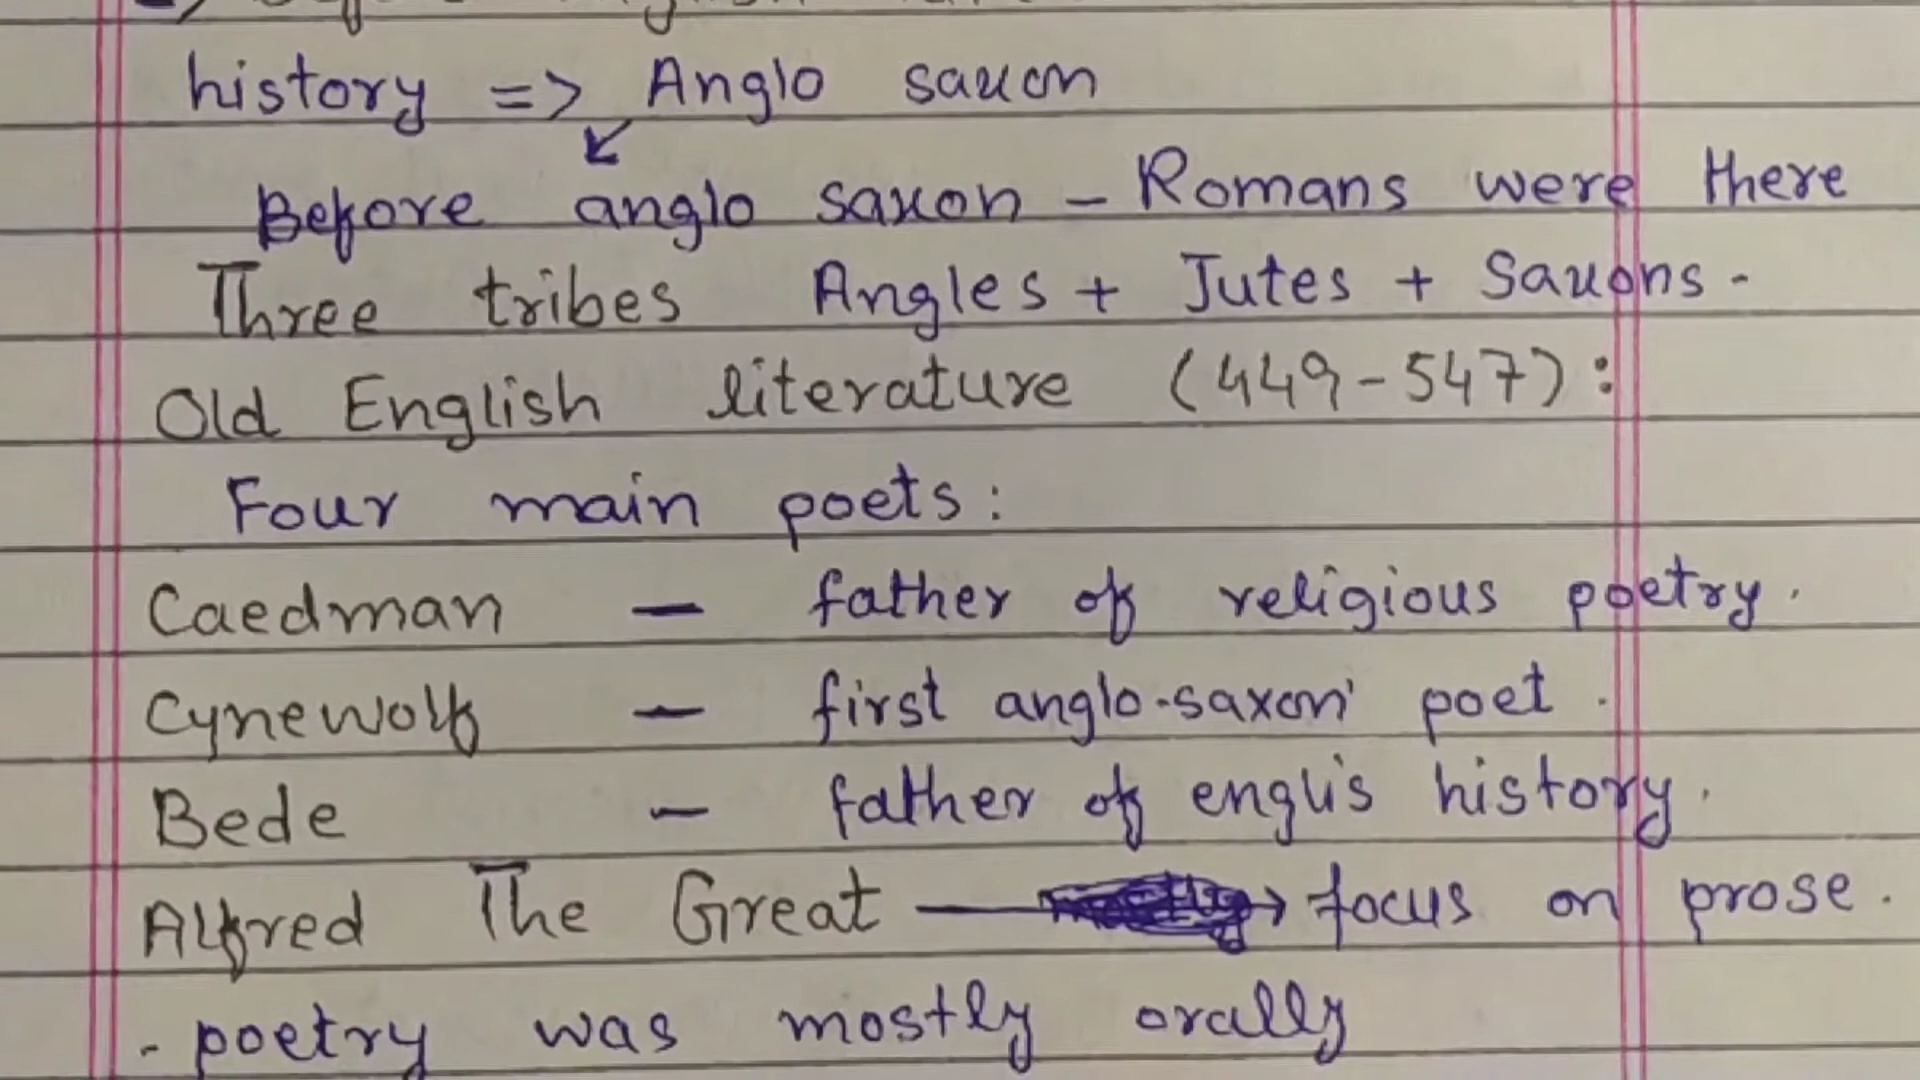 history => Anglo saxon
Before anglo saxon - Romans were there
Three tribes Angles + Jutes + Saxons.
Old English literature (449-547):
Four main poets:
Caedman - father of religious poetry.
Cynewolf - first anglo-saxon poet.
Bede - father of englis history.
Alfred The Great → focus on prose.
. poetry was mostly orally